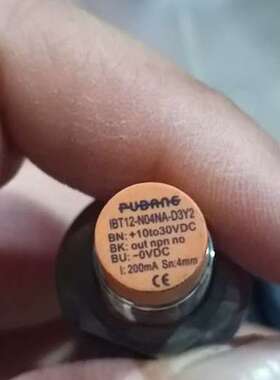 PUBANG
IBT12-N04NA-D3Y2
BN: +10to30VDC
BK: out npn no
BU: -0VDC
I: 200mA Sn:4mm
CE